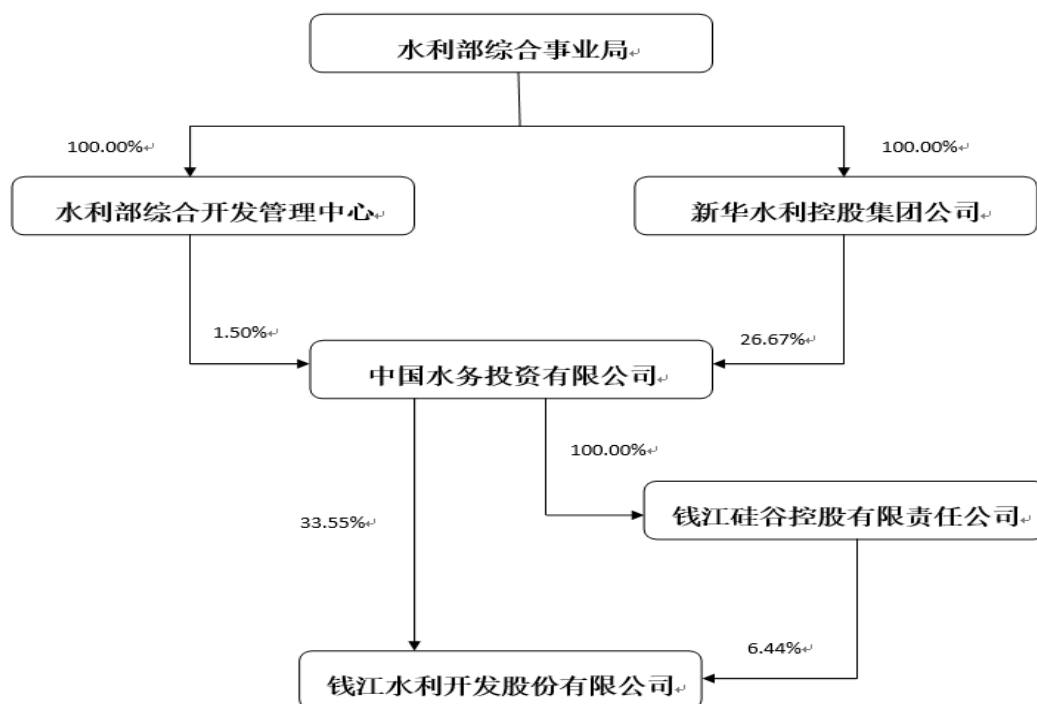 水利部综合事业局
100.00%
100.00%
水利部综合开发管理中心
新华水利控股集团公司
1.50%
26.67%
中国水务投资有限公司
100.00%
33.55%
钱江硅谷控股有限责任公司
6.44%
钱江水利开发股份有限公司